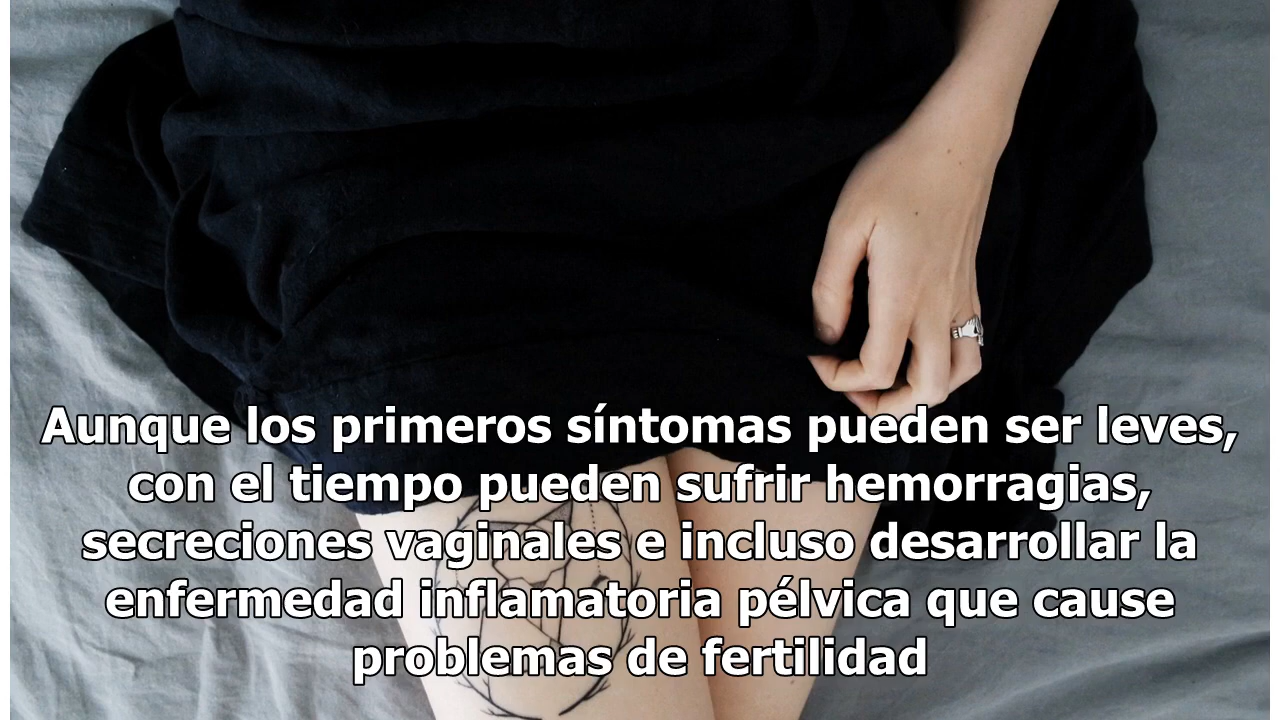 Aunque los primeros síntomas pueden ser leves,
con el tiempo pueden sufrir hemorragias,
secreciones vaginales e incluso desarrollar la
enfermedad inflamatoria pélvica que cause
problemas de fertilidad